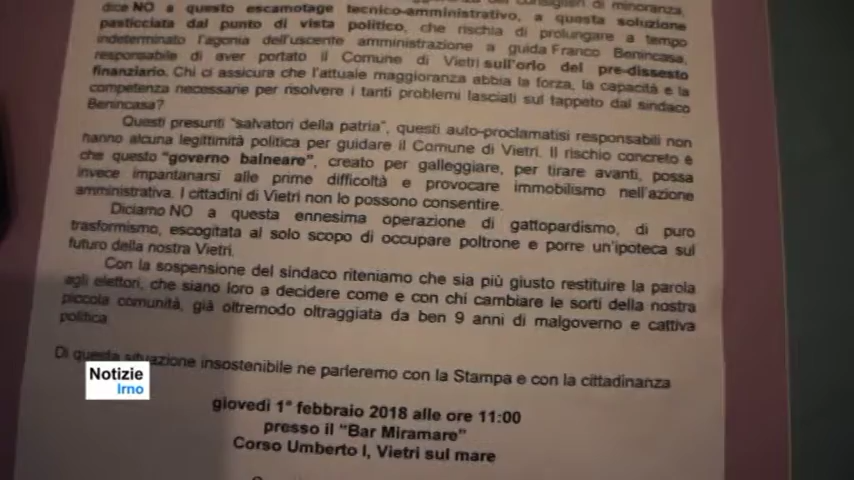 dice NO a questo escamotage tecnico-amministrativo, a questa soluzione
pasticciata dal punto di vista politico, che rischia di prolungare a tempo
indeterminato l'agonia dell'uscente amministrazione a guida Franco Benincasa,
responsabile di aver portato il Comune di Vietri sull'orlo del pre-dissesto
finanziario. Chi ci assicura che l'attuale maggioranza abbia la forza, la capacità e la
competenza necessarie per risolvere i tanti problemi lasciati sul tappeto dal sindaco
Benincasa?
Questi presunti "salvatori della patria", questi auto-proclamatisi responsabili non
hanno alcuna legittimità politica per guidare il Comune di Vietri. Il rischio concreto è
che questo "governo balneare", creato per galleggiare, per tirare avanti, possa
invece impantanarsi alle prime difficoltà e provocare immobilismo nell'azione
amministrativa. I cittadini di Vietri non lo possono consentire.
Diciamo NO a questa ennesima operazione di gattopardismo, di puro
trasformismo, escogitata al solo scopo di occupare poltrone e porre un'ipoteca sul
futuro della nostra Vietri.
Con la sospensione del sindaco riteniamo che sia più giusto restituire la parola
agli elettori, che siano loro a decidere come e con chi cambiare le sorti della nostra
piccola comunità, già oltremodo oltraggiata da ben 9 anni di malgoverno e cattiva
politica
Di questa situazione insostenibile ne parleremo con la Stampa e con la cittadinanza
Notizie
Irno
giovedì 1° febbraio 2018 alle ore 11:00
presso il "Bar Miramare"
Corso Umberto I, Vietri sul mare